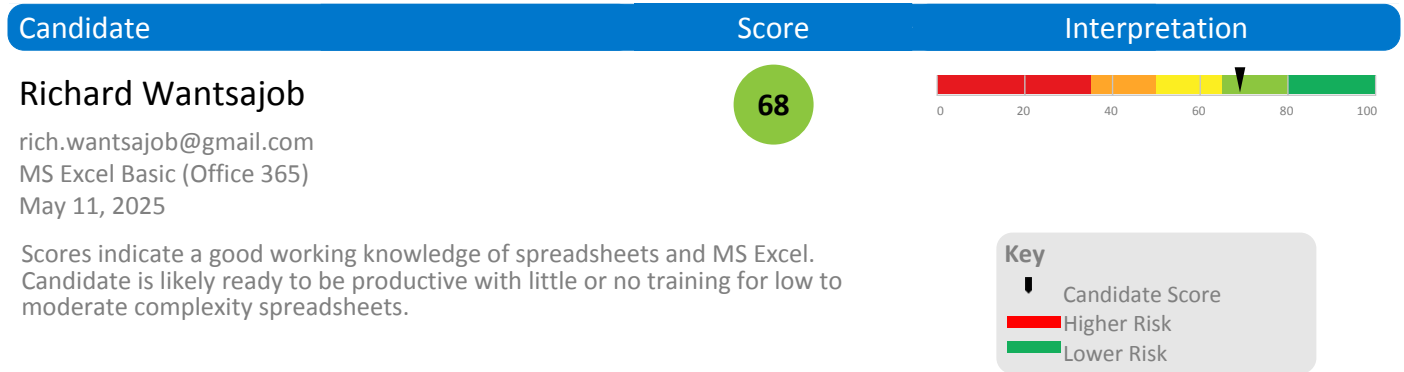 Candidate Score Interpretation
Richard Wantsajob
68
0 20 40 60 80 100
rich.wantsajob@gmail.com
MS Excel Basic (Office 365)
May 11, 2025
Scores indicate a good working knowledge of spreadsheets and MS Excel.
Candidate is likely ready to be productive with little or no training for low to
moderate complexity spreadsheets.
Key
Candidate Score
Higher Risk
Lower Risk